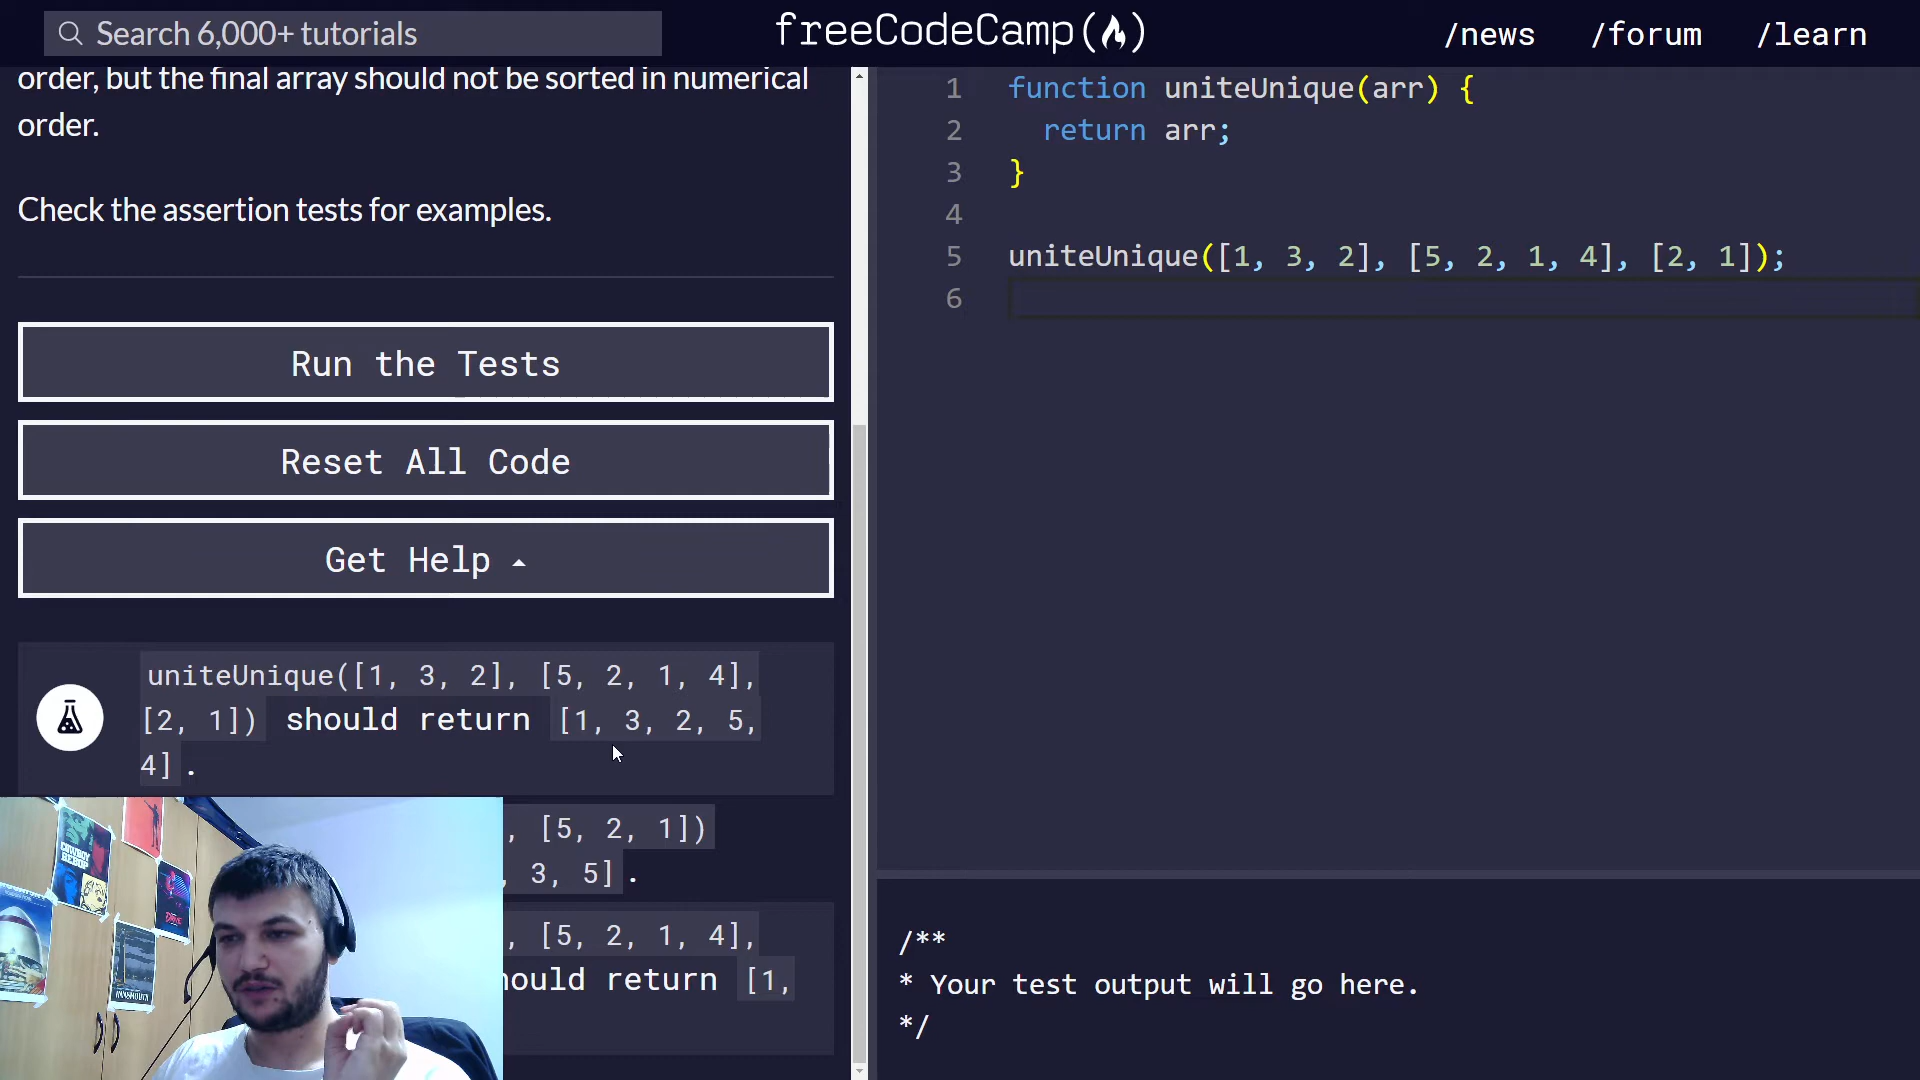 Search 6,000+ tutorials
freeCodeCamp
/news
/forum
/learn
order, but the final array should not be sorted in numerical
order.
Check the assertion tests for examples.
Run the Tests
Reset All Code
Get Help
uniteUnique([1, 3, 2], [5, 2, 1, 4],
[2, 1]) should return [1, 3, 2, 5,
4].
, [5, 2, 1])
, 3, 5].
, [5, 2, 1, 4],
hould return [1,
COWBOY
BEBOP
DRIVE
1 function uniteUnique(arr) {
2 return arr;
3 }
4
5 uniteUnique([1, 3, 2], [5, 2, 1, 4], [2, 1]);
6
/**
* Your test output will go here.
*/